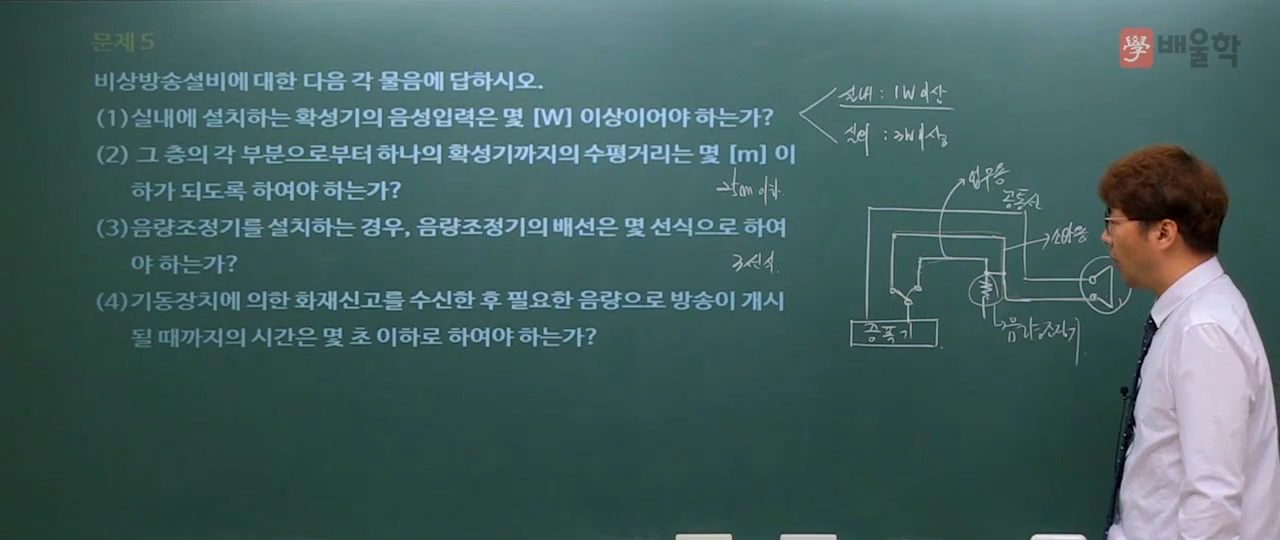 문제 5
學 배울학
비상방송설비에 대한 다음 각 물음에 답하시오.
(1) 실내에 설치하는 확성기의 음성입력은 몇 [W] 이상이어야 하는가?
실내 : 1W이상
실외 : 3W이상
(2) 그 층의 각 부분으로부터 하나의 확성기까지의 수평거리는 몇 [m] 이
하가 되도록 하여야 하는가?
25m 이하.
(3) 음량조정기를 설치하는 경우, 음량조정기의 배선은 몇 선식으로 하여
야 하는가?
3선식.
(4) 기동장치에 의한 화재신고를 수신한 후 필요한 음량으로 방송이 개시
될 때까지의 시간은 몇 초 이하로 하여야 하는가?
업무용
공통선
소방용
증폭기
음량조정기